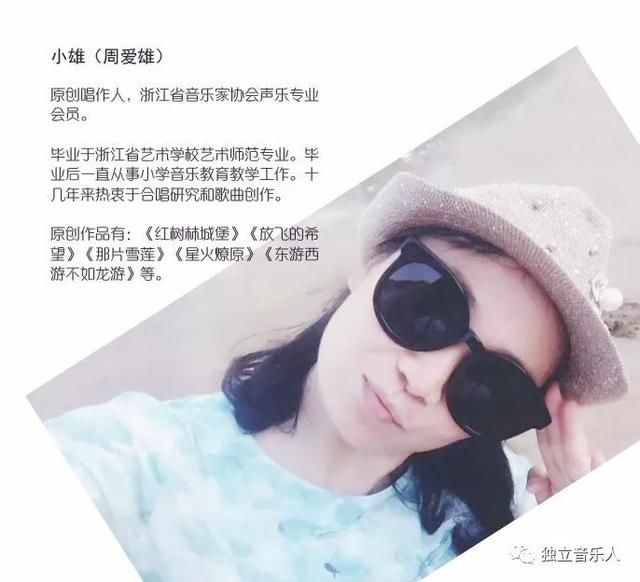 小雄（周爱雄）
原创唱作人，浙江省音乐家协会声乐专业
会员。
毕业于浙江省艺术学校艺术师范专业。毕
业后一直从事小学音乐教育教学工作。十
几年来热衷于合唱研究和歌曲创作。
原创作品有：《红树林城堡》《放飞的希
望》《那片雪莲》《星火燎原》《东游西
游不如龙游》等。
独立音乐人